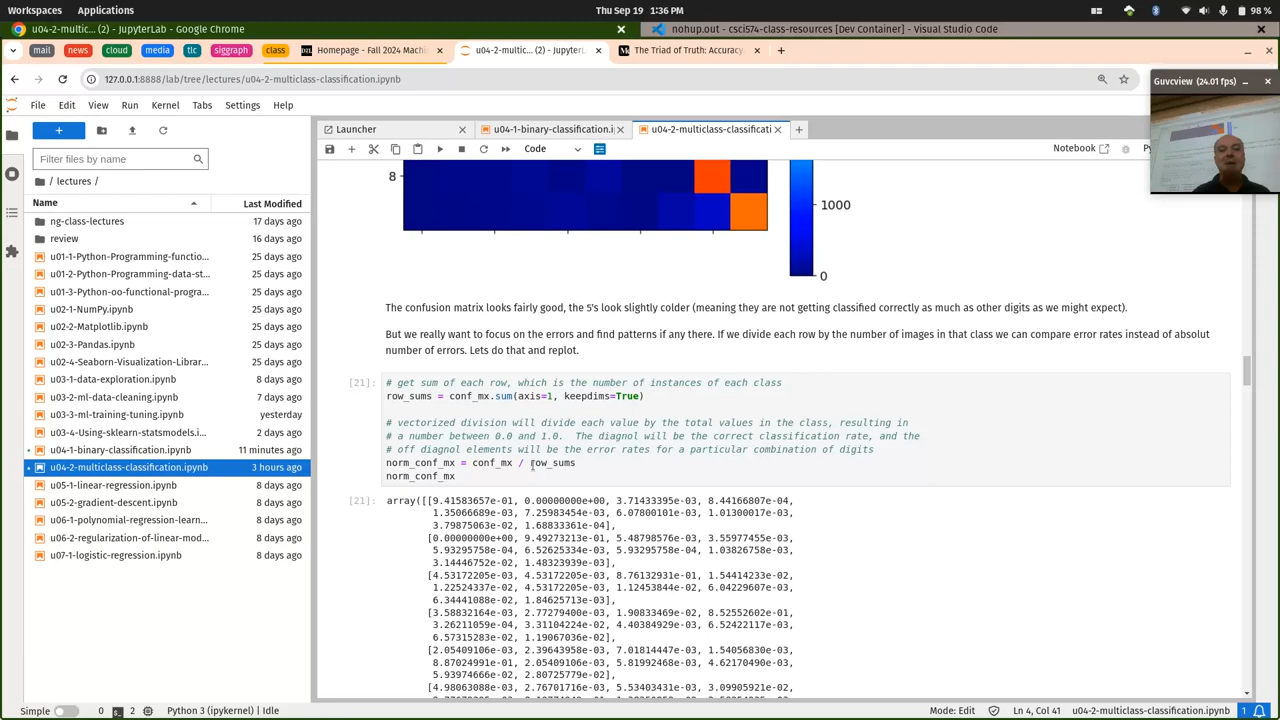 Workspaces Applications Thu Sep 19 1:36 PM 98 %
u04-2-multic... (2) - JupyterLab - Google Chrome
nohup.out - csci574-class-resources [Dev Container] - Visual Studio Code
mail news cloud media tlc siggraph class Homepage - Fall 2024 Machi u04-2-multic... (2) - JupyterL The Triad of Truth: Accuracy,
127.0.0.1:8888/lab/tree/lectures/u04-2-multiclass-classification.ipynb
Guvcview (24.01 fps)
File Edit View Run Kernel Tabs Settings Help
Launcher u04-1-binary-classification.i u04-2-multiclass-classificati
Code Notebook Py
Filter files by name
/ lectures /
Name Last Modified
ng-class-lectures 17 days ago
review 16 days ago
u01-1-Python-Programming-functio... 25 days ago
u01-2-Python-Programming-data-st... 25 days ago
u01-3-Python-oo-functional-progra... 25 days ago
u02-1-NumPy.ipynb 25 days ago
u02-2-Matplotlib.ipynb 25 days ago
u02-3-Pandas.ipynb 25 days ago
u02-4-Seaborn-Visualization-Librar... 25 days ago
u03-1-data-exploration.ipynb 8 days ago
u03-2-ml-data-cleaning.ipynb 7 days ago
u03-3-ml-training-tuning.ipynb yesterday
u03-4-Using-sklearn-statsmodels.ipynb 2 days ago
u04-1-binary-classification.ipynb 11 minutes ago
u04-2-multiclass-classification.ipynb 3 hours ago
u05-1-linear-regression.ipynb 8 days ago
u05-2-gradient-descent.ipynb 8 days ago
u06-1-polynomial-regression-learn... 8 days ago
u06-2-regularization-of-linear-mod... 8 days ago
u07-1-logistic-regression.ipynb 8 days ago
8
1000
0
The confusion matrix looks fairly good, the 5's look slightly colder (meaning they are not getting classified correctly as much as other digits as we might expect).
But we really want to focus on the errors and find patterns if any there. If we divide each row by the number of images in that class we can compare error rates instead of absolut
number of errors. Lets do that and replot.
[21]: # get sum of each row, which is the number of instances of each class
row_sums = conf_mx.sum(axis=1, keepdims=True)
# vectorized division will divide each value by the total values in the class, resulting in
# a number between 0.0 and 1.0. The diagnol will be the correct classification rate, and the
# off diagnol elements will be the error rates for a particular combination of digits
norm_conf_mx = conf_mx / row_sums
norm_conf_mx
[21]: array([[9.41583657e-01, 0.00000000e+00, 3.71433395e-03, 8.44166807e-04,
1.35066689e-03, 7.25983454e-03, 6.07800101e-03, 1.01300017e-03,
3.79875063e-02, 1.68833361e-04],
[0.00000000e+00, 9.49273213e-01, 5.48798576e-03, 3.55977455e-03,
5.93295758e-04, 6.52625334e-03, 5.93295758e-04, 1.03826758e-03,
3.14446752e-02, 1.48323939e-03],
[4.53172205e-03, 4.53172205e-03, 8.76132931e-01, 1.54414233e-02,
1.22524337e-02, 4.02819738e-03, 1.12453844e-02, 6.04229607e-03,
6.34441088e-02, 1.84625713e-03],
[3.58832164e-03, 2.77279400e-03, 1.90833469e-02, 8.52552602e-01,
3.26211059e-04, 3.31104224e-02, 4.40384929e-03, 6.52422117e-03,
6.57315283e-02, 1.19067036e-02],
[2.05409106e-03, 2.39643958e-03, 7.01814447e-03, 1.54056830e-03,
8.87024991e-01, 2.05409106e-03, 5.81992468e-03, 4.62170490e-03,
5.93974666e-02, 2.80725779e-02],
[4.98063088e-03, 2.76701716e-03, 5.53403431e-03, 3.09905921e-02,
Simple 0 2 Python 3 (ipykernel) | Idle Mode: Edit Ln 4, Col 41 u04-2-multiclass-classification.ipynb 1